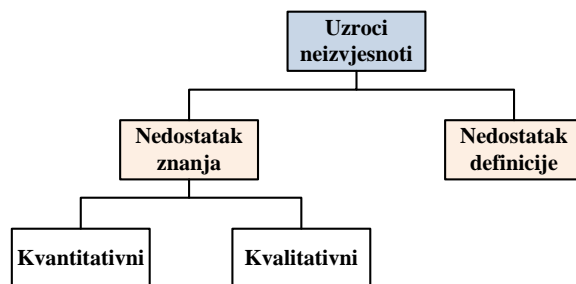 Uzroci
neizvjesnoti
Nedostatak
znanja
Nedostatak
definicije
Kvantitativni
Kvalitativni